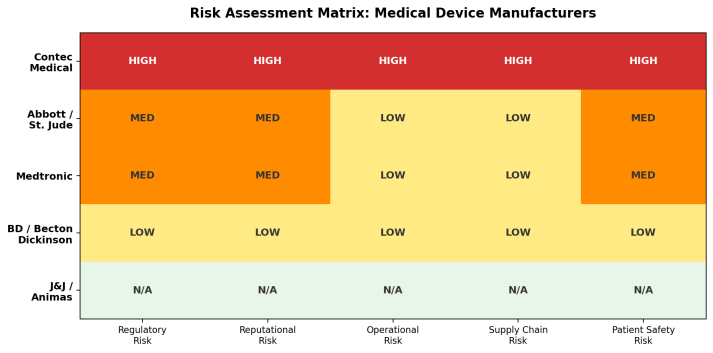 Risk Assessment Matrix: Medical Device Manufacturers
Contec
Medical
HIGH HIGH HIGH HIGH HIGH
Abbott /
St. Jude
MED MED LOW LOW MED
Medtronic
MED MED LOW LOW MED
BD / Becton
Dickinson
LOW LOW LOW LOW LOW
J&J /
Animas
N/A N/A N/A N/A N/A
Regulatory
Risk
Reputational
Risk
Operational
Risk
Supply Chain
Risk
Patient Safety
Risk